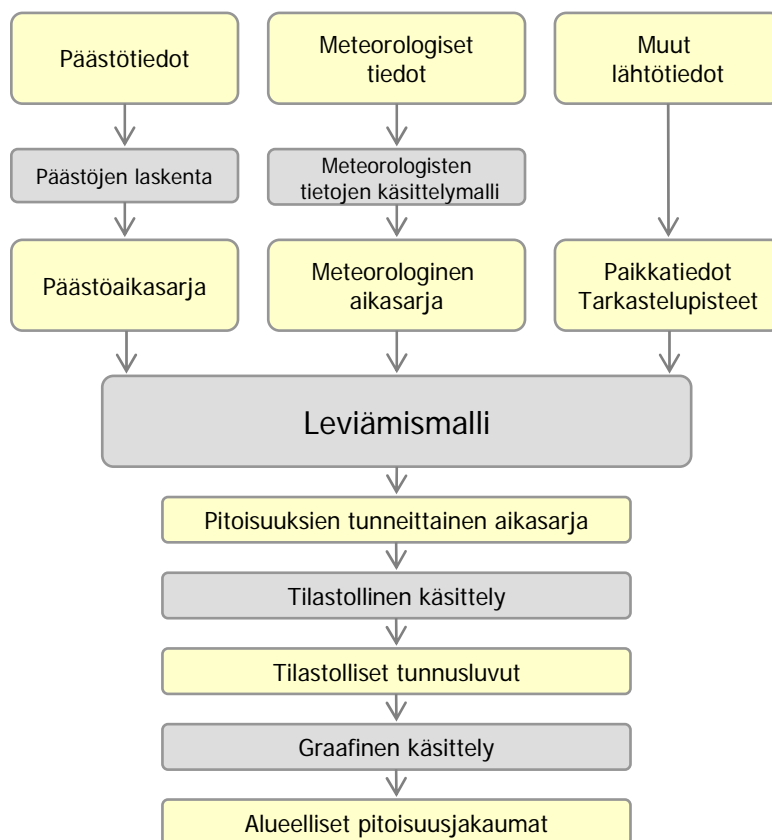 Päästötiedot
Meteorologiset
tiedot
Muut
lähtötiedot
Päästöjen laskenta
Meteorologisten
tietojen käsittelymalli
Päästöaikasarja
Meteorologinen
aikasarja
Paikkatiedot
Tarkastelupisteet
Leviämismalli
Pitoisuuksien tunneittainen aikasarja
Tilastollinen käsittely
Tilastolliset tunnusluvut
Graafinen käsittely
Alueelliset pitoisuusjakaumat